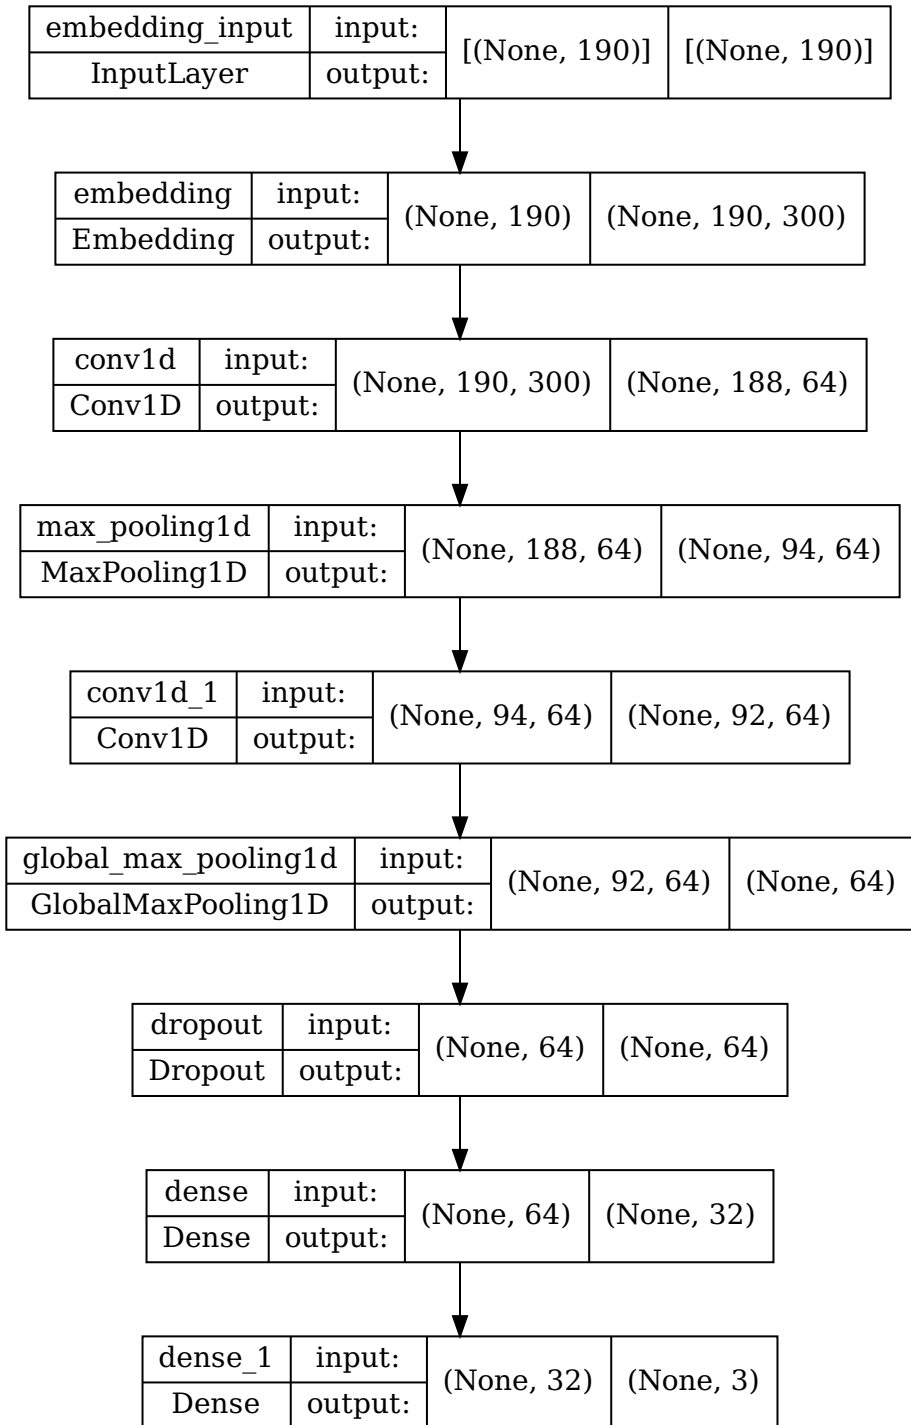 embedding_input input: [(None, 190)] [(None, 190)]
InputLayer output:
embedding input: (None, 190) (None, 190, 300)
Embedding output:
conv1d input: (None, 190, 300) (None, 188, 64)
Conv1D output:
max_pooling1d input: (None, 188, 64) (None, 94, 64)
MaxPooling1D output:
conv1d_1 input: (None, 94, 64) (None, 92, 64)
Conv1D output:
global_max_pooling1d input: (None, 92, 64) (None, 64)
GlobalMaxPooling1D output:
dropout input: (None, 64) (None, 64)
Dropout output:
dense input: (None, 64) (None, 32)
Dense output:
dense_1 input: (None, 32) (None, 3)
Dense output: